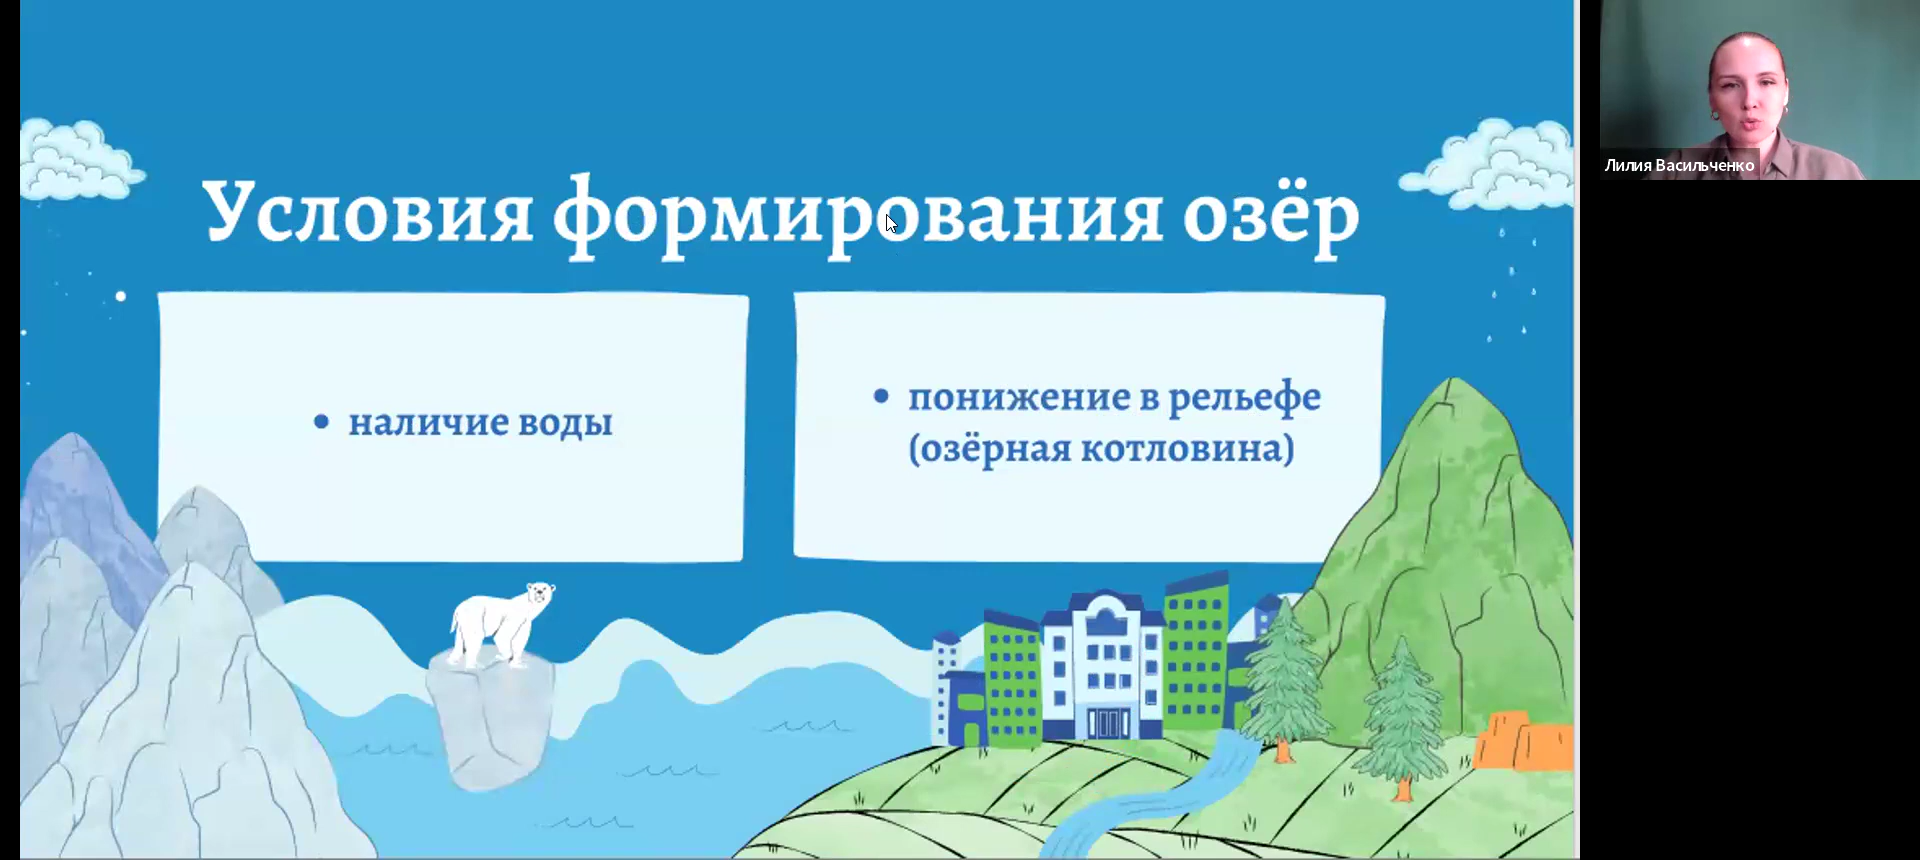 Условия формирования озёр
• наличие воды
• понижение в рельефе
(озёрная котловина)
Лилия Васильченко